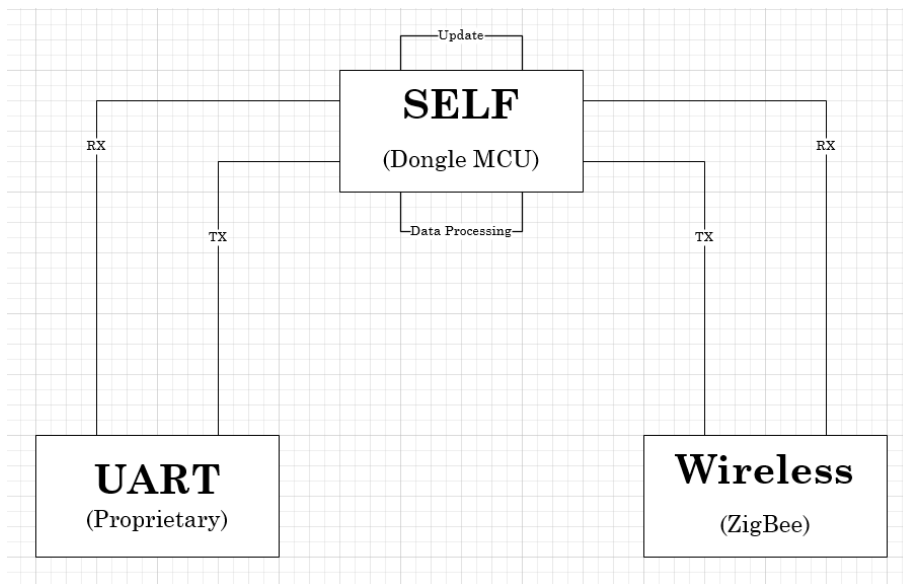 Update
SELF
(Dongle MCU)
RX
RX
TX
Data Processing
TX
UART
(Proprietary)
Wireless
(ZigBee)